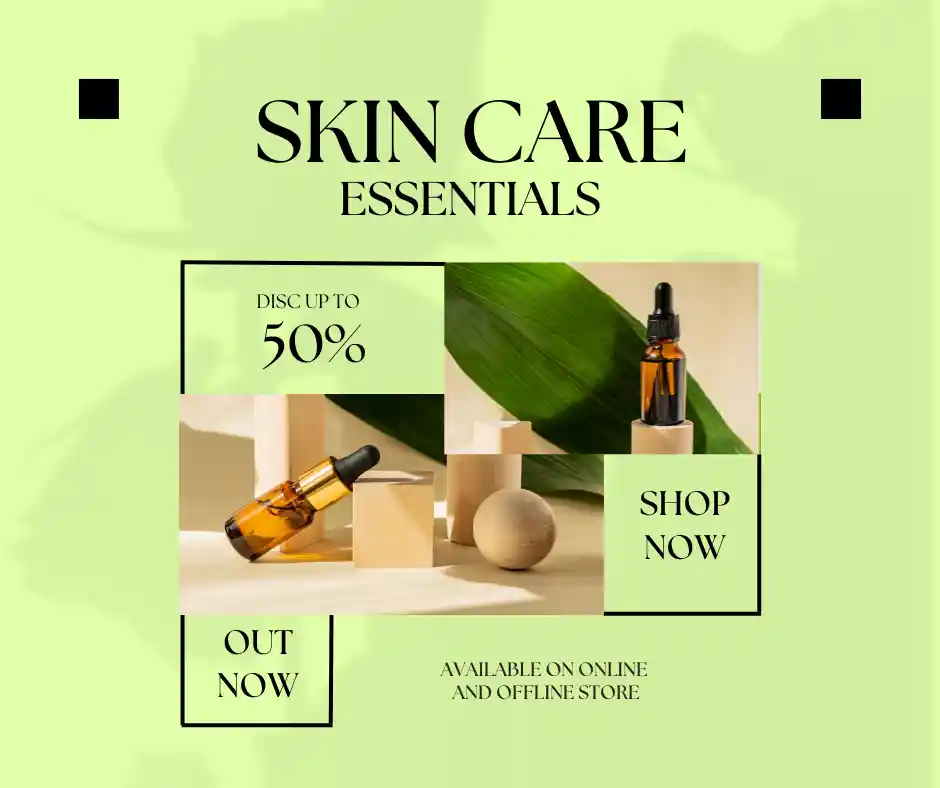 SKIN CARE
ESSENTIALS
DISC UP TO
50%
SHOP
NOW
OUT
NOW
AVAILABLE ON ONLINE
AND OFFLINE STORE